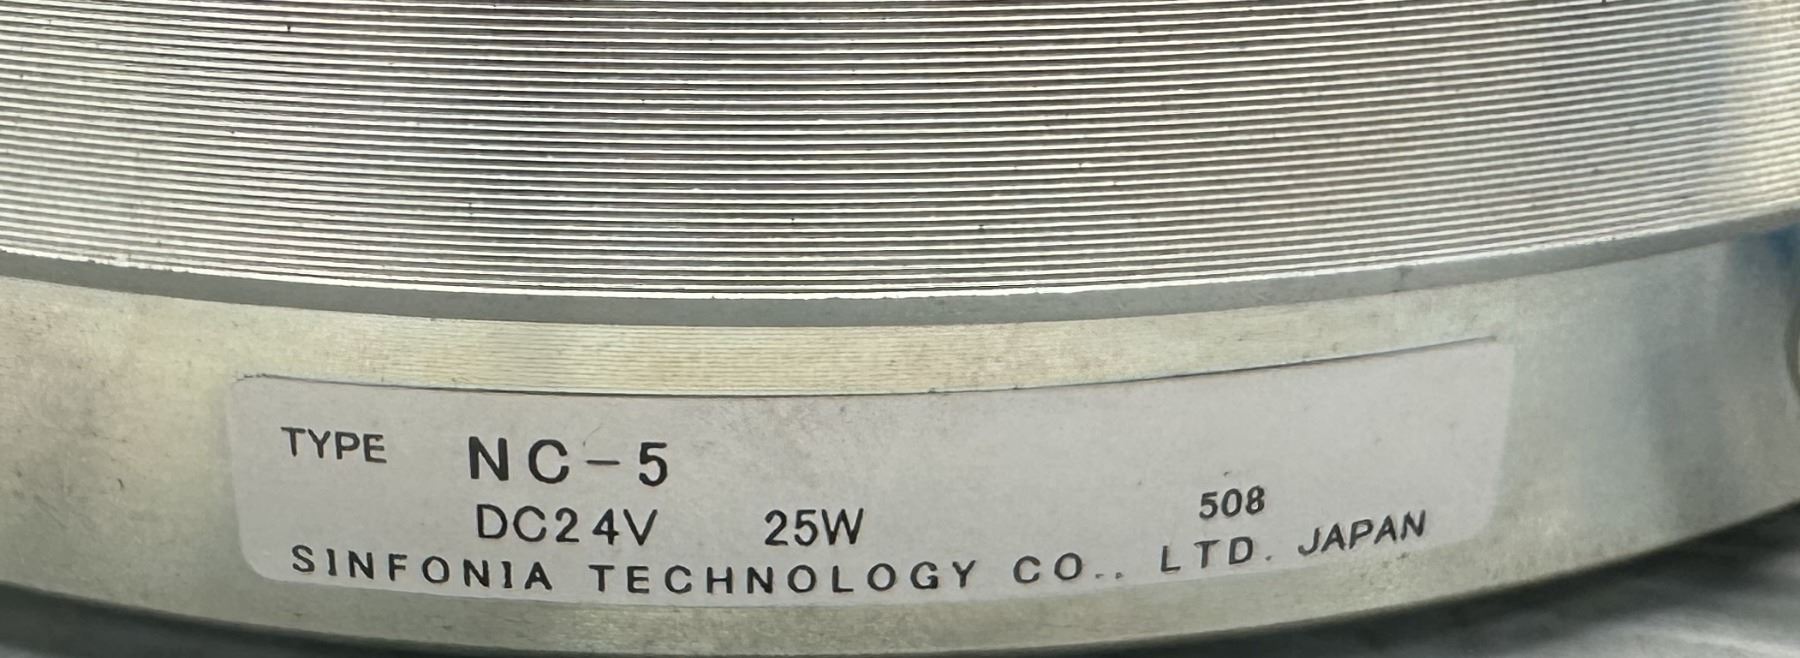 TYPE NC-5
DC24V 25W 508
SINFONIA TECHNOLOGY CO.. LTD. JAPAN